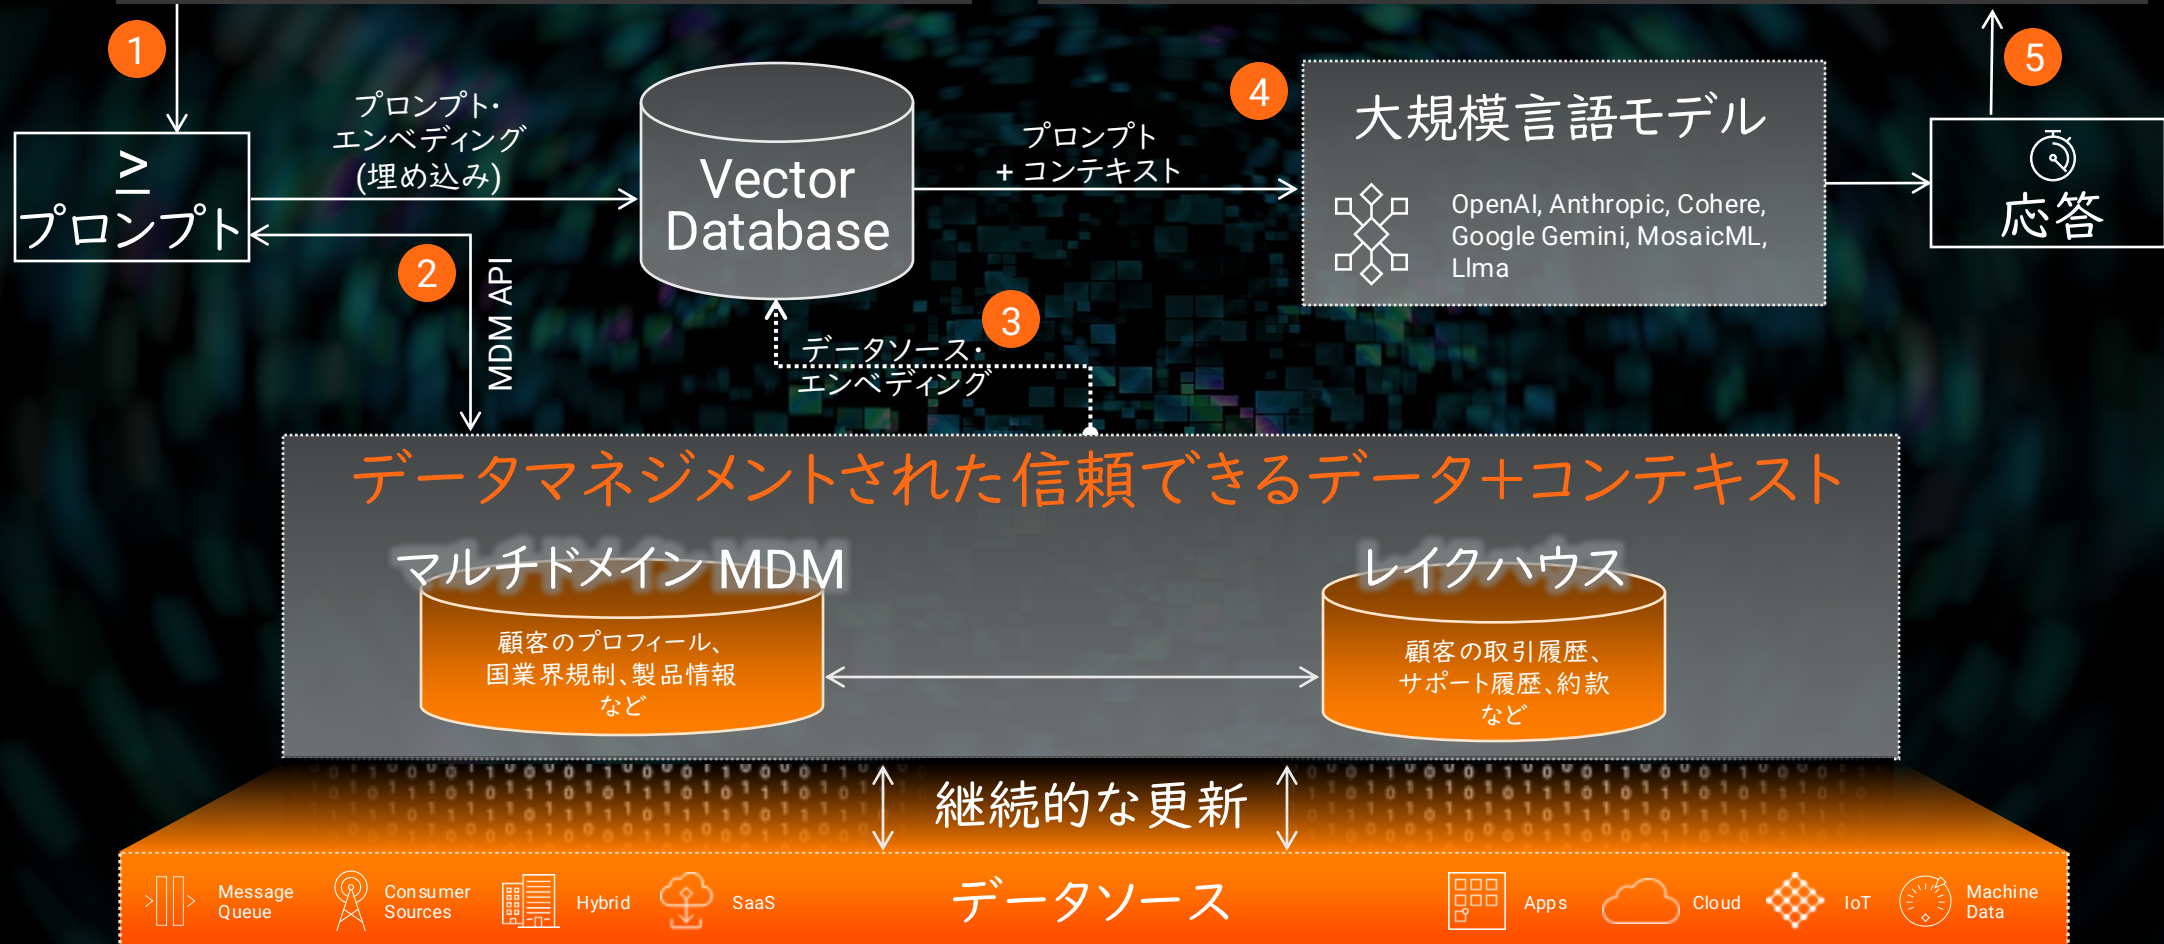 1
5
プロンプト・
エンベディング
(埋め込み)
≥
プロンプト
Vector
Database
プロンプト
+ コンテキスト
4
大規模言語モデル
OpenAI, Anthropic, Cohere,
Google Gemini, MosaicML,
Llma
応答
2
MDM API
3
データソース・
エンベディング
データマネジメントされた信頼できるデータ＋コンテキスト
マルチドメイン MDM
顧客のプロフィール、
国業界規制、製品情報
など
レイクハウス
顧客の取引履歴、
サポート履歴、約款
など
継続的な更新
Message
Queue
Consumer
Sources
Hybrid
SaaS
データソース
Apps
Cloud
IoT
Machine
Data